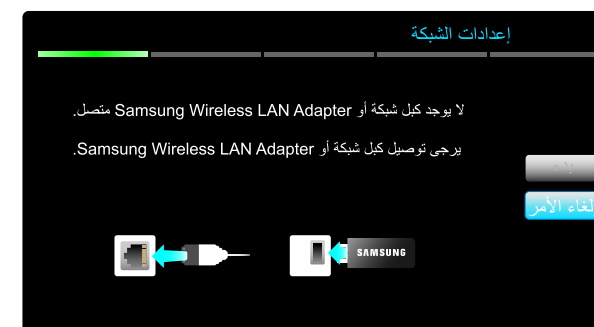 إعدادات الشبكة
لا يوجد كبل شبكة أو Samsung Wireless LAN Adapter متصل.
يرجى توصيل كبل شبكة أو Samsung Wireless LAN Adapter.
لغاء الأمر
SAMSUNG